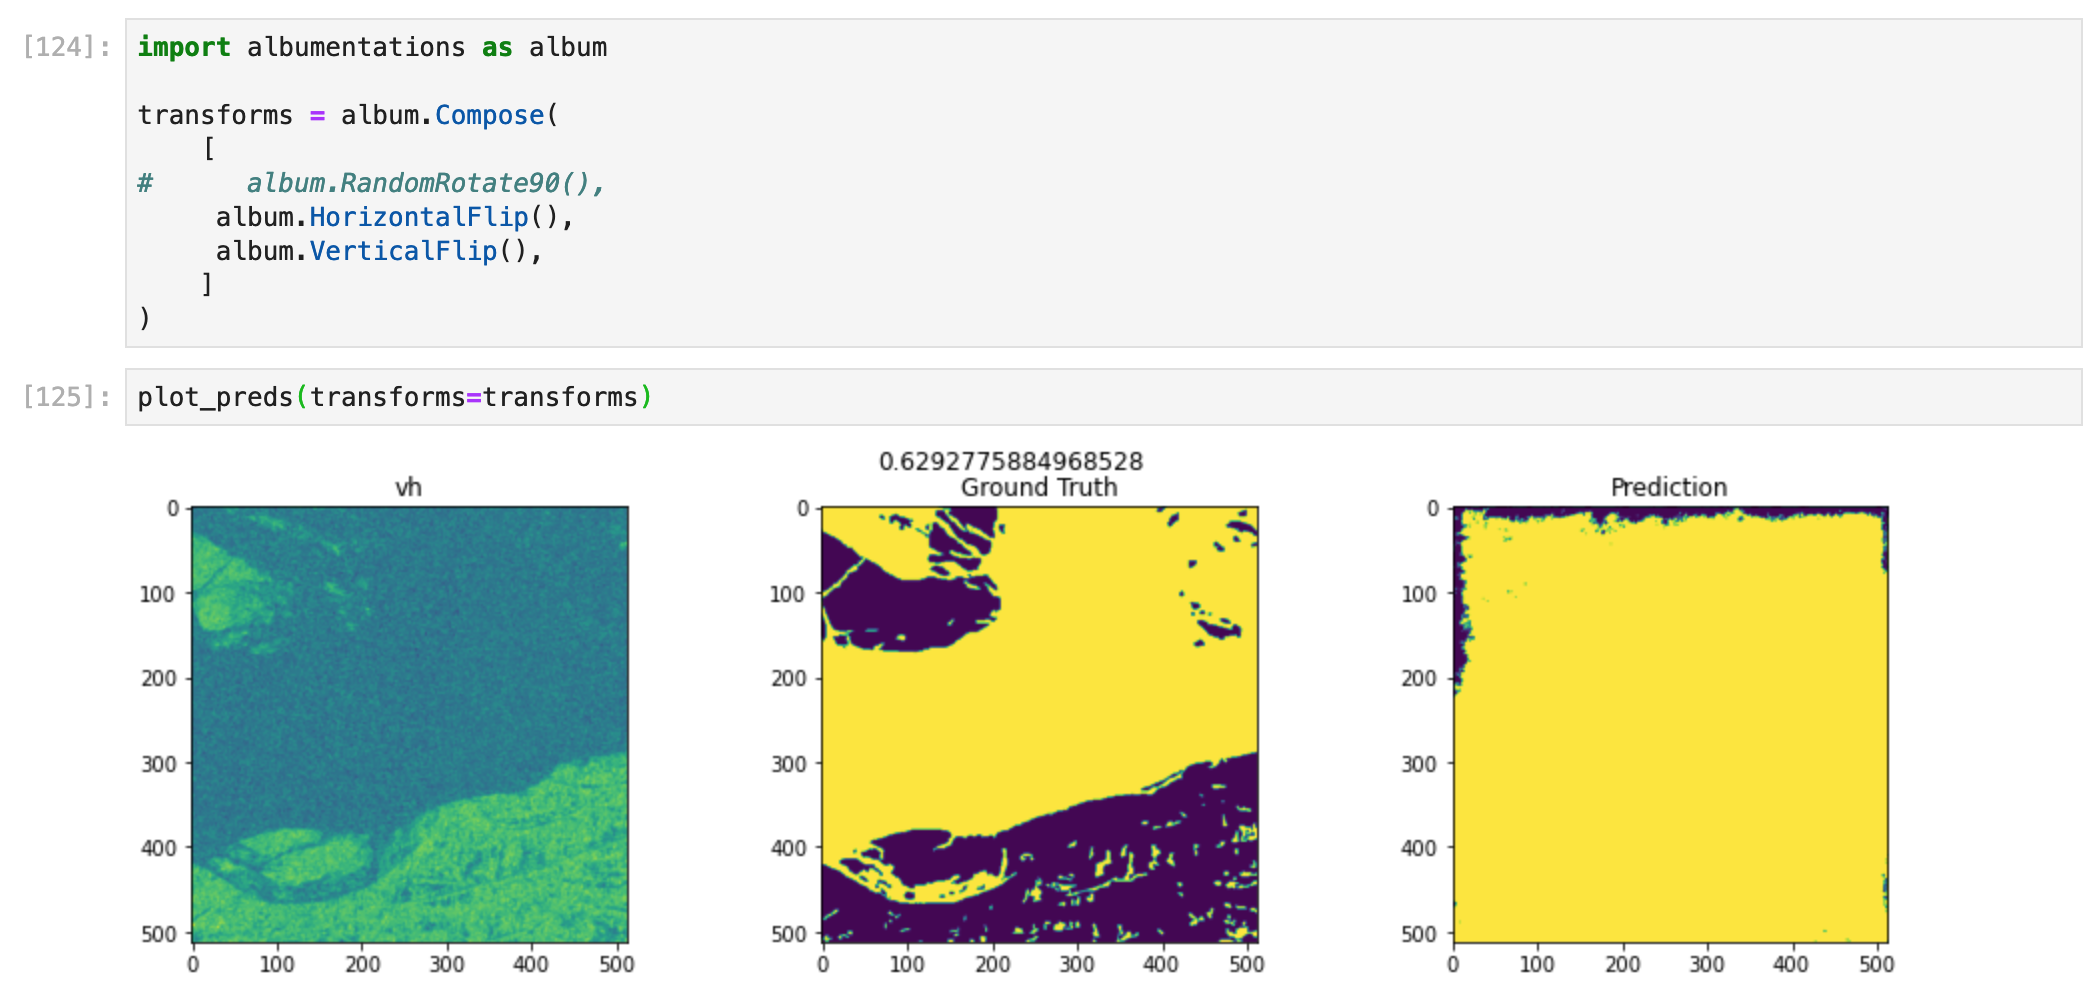 [124]: import albumentations as album
transforms = album.Compose(
[
# album.RandomRotate90(),
album.HorizontalFlip(),
album.VerticalFlip(),
]
)
[125]: plot_preds(transforms=transforms)
0.6292775884968528
vh Ground Truth Prediction
0 0 0
100 100 100
200 200 200
300 300 300
400 400 400
500 500 500
0 100 200 300 400 500 0 100 200 300 400 500 0 100 200 300 400 500